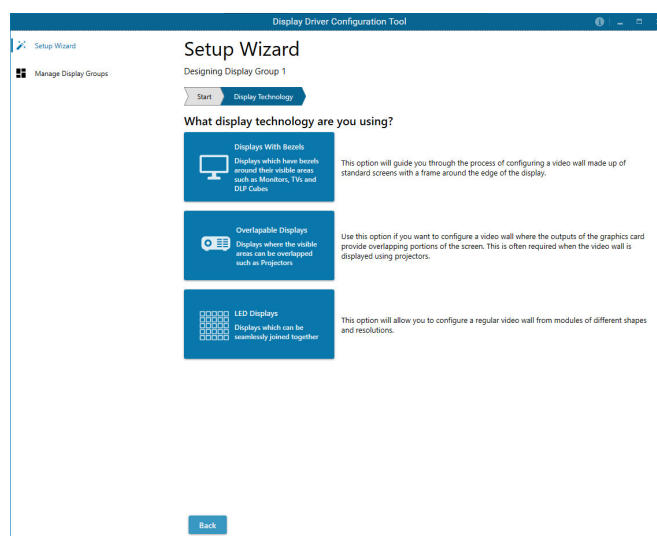 Display Driver Configuration Tool
Setup Wizard
Manage Display Groups
Setup Wizard
Designing Display Group 1
Start
Display Technology
What display technology are you using?
Displays With Bezels
Displays which have bezels
around their visible areas
such as Monitors, TVs and
DLP Cubes
This option will guide you through the process of configuring a video wall made up of
standard screens with a frame around the edge of the display.
Overlapable Displays
Displays where the visible
areas can be overlapped
such as Projectors
Use this option if you want to configure a video wall where the outputs of the graphics card
provide overlapping portions of the screen. This is often required when the video wall is
displayed using projectors.
LED Displays
Displays which can be
seamlessly joined together
This option will allow you to configure a regular video wall from modules of different shapes
and resolutions.
Back